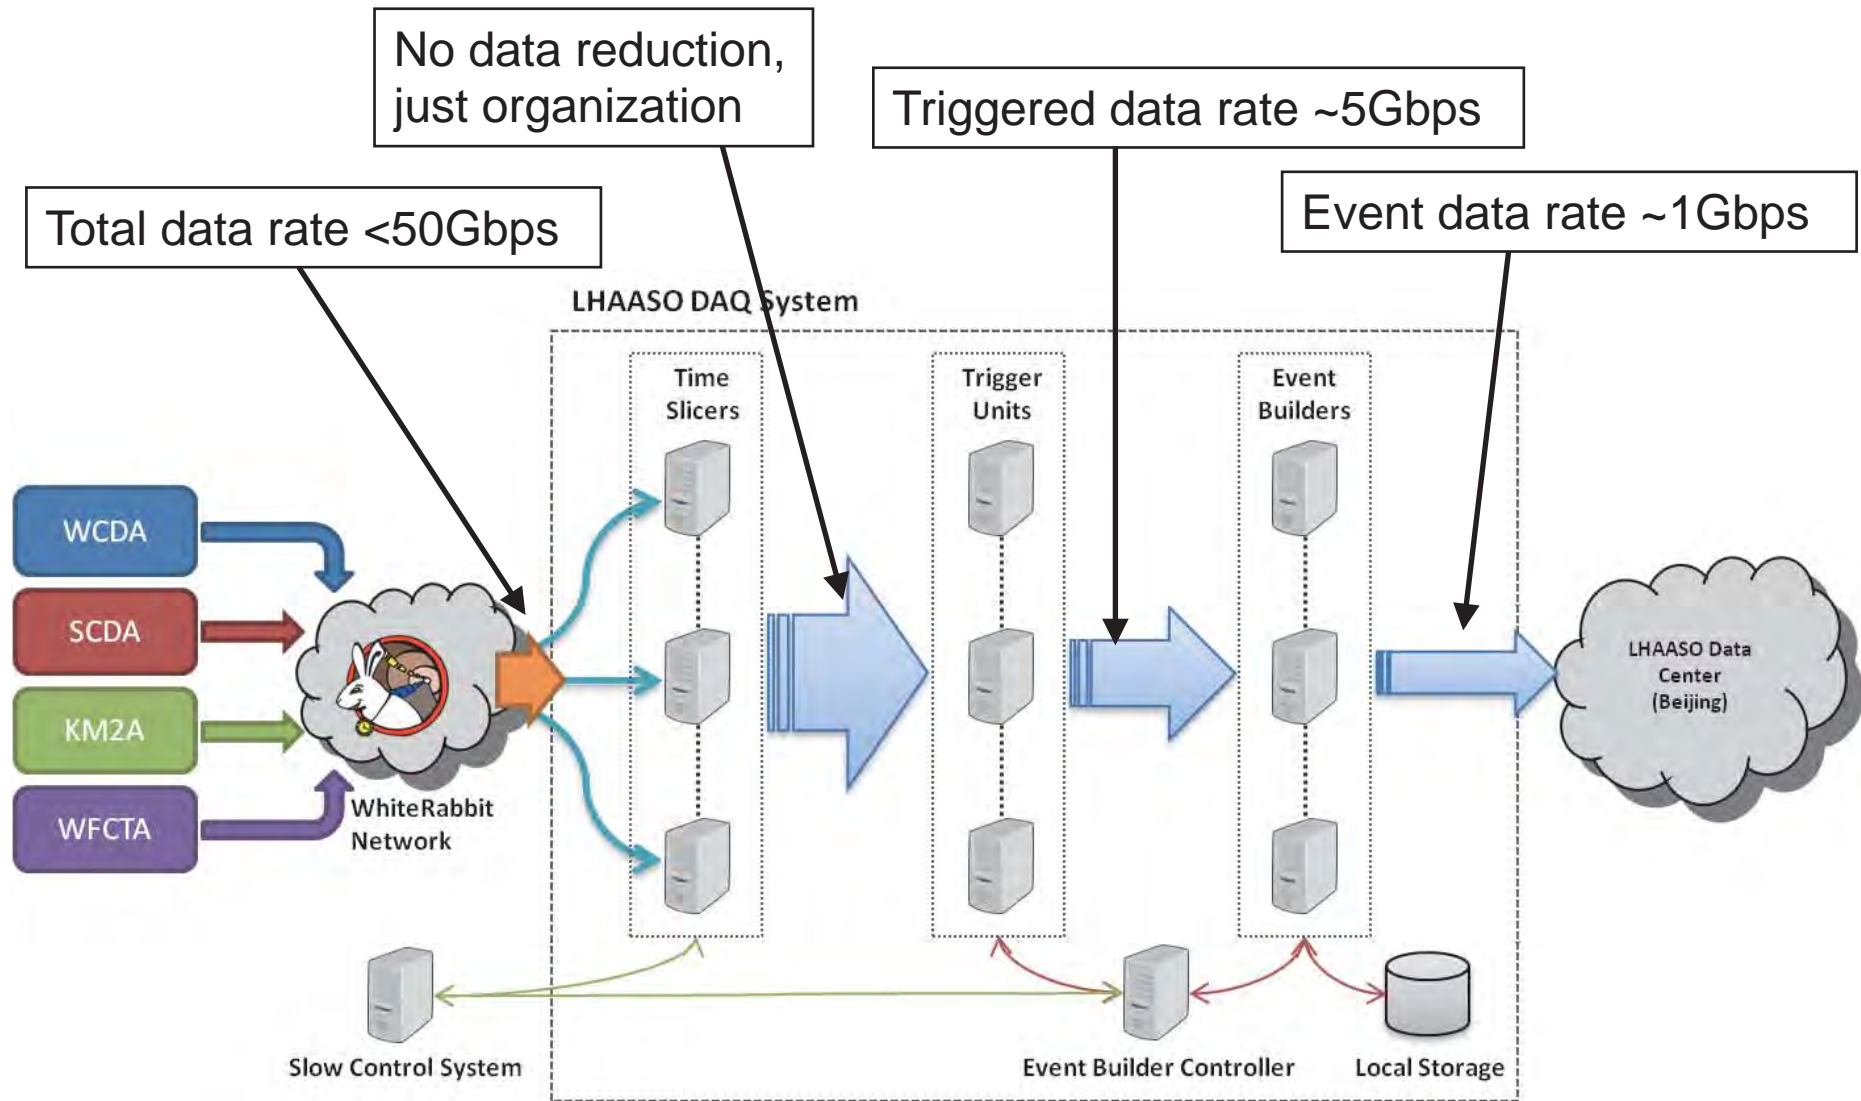 No data reduction,
just organization
Triggered data rate ~5Gbps
Total data rate <50Gbps
Event data rate ~1Gbps
LHAASO DAQ System
Time
Slicers
Trigger
Units
Event
Builders
WCDA
SCDA
KM2A
WFCTA
WhiteRabbit
Network
LHAASO Data
Center
(Beijing)
Slow Control System
Event Builder Controller
Local Storage